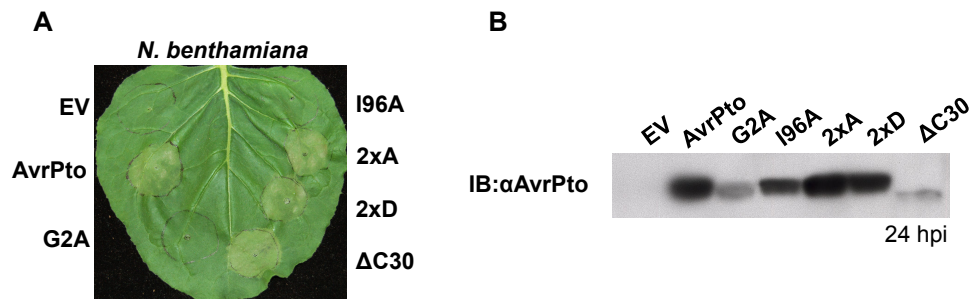 A
N. benthamiana
EV
AvrPto
G2A
I96A
2xA
2xD
ΔC30
B
EV
AvrPto
G2A
I96A
2xA
2xD
ΔC30
IB:αAvrPto
24 hpi